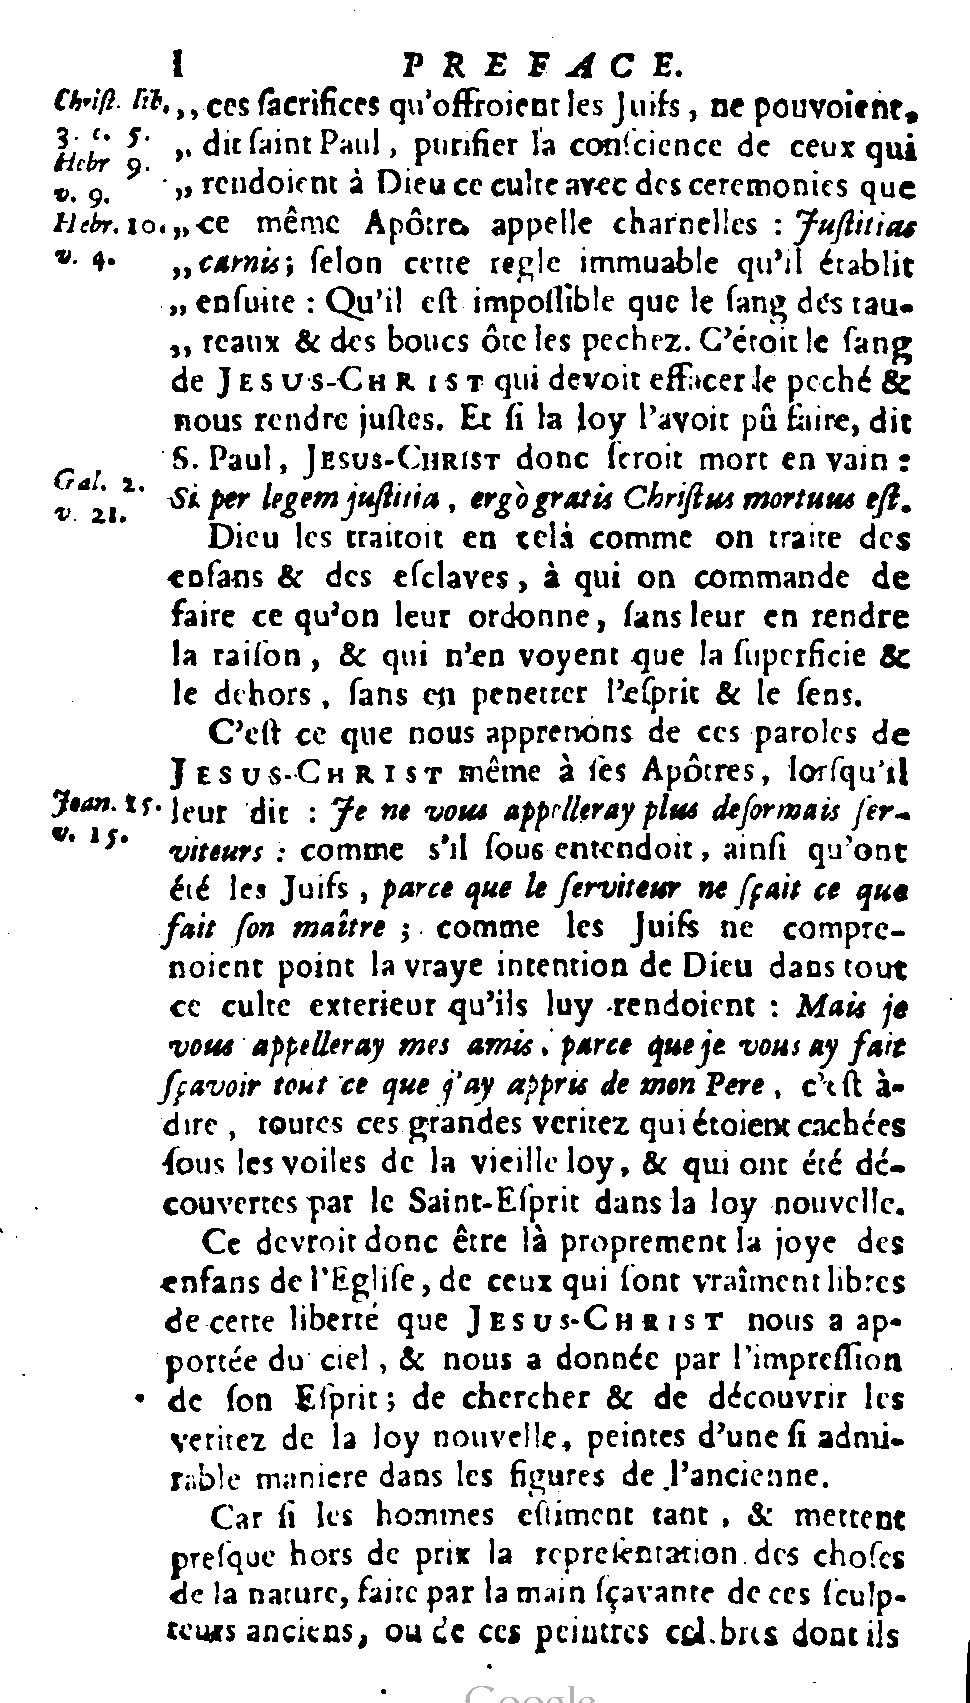 l PREFACE.
Chriſt. lib. „ ces ſacrifices qu'offroient les Juifs, ne pouvoient,
3. c. 5. „ dit ſaint Paul, purifier la conſcience de ceux qui
Hebr 9. v. 9. „ rendoient à Dieu ce culte avec des ceremonies que
Hebr. 10. „ ce même Apôtre appelle charnelles : Juſtitias
v. 4. „ carnis; ſelon cette regle immuable qu'il établit
„ enſuite : Qu'il eſt impoſſible que le ſang des tau-
„ reaux & des boucs ôte les pechez. C'étoit le ſang
de JESUS-CHRIST qui devoit effacer le peché &
nous rendre juſtes. Et ſi la loy l'avoit pû faire, dit
S. Paul, JESUS-CHRIST donc ſeroit mort en vain :
Gal. 2. v. 21. Si per legem juſtitia, ergò gratis Chriſtus mortuus eſt.
Dieu les traitoit en celà comme on traite des
enfans & des eſclaves, à qui on commande de
faire ce qu'on leur ordonne, ſans leur en rendre
la raiſon, & qui n'en voyent que la ſuperficie &
le dehors, ſans en penetrer l'eſprit & le ſens.
C'eſt ce que nous apprenons de ces paroles de
JESUS-CHRIST même à ſes Apôtres, lorſqu'il
Jean. 15. leur dit : Je ne vous appelleray plus deſormais ſer-
v. 15. viteurs : comme s'il ſous entendoit, ainſi qu'ont
été les Juifs, parce que le ſerviteur ne ſçait ce que
fait ſon maître ; comme les Juifs ne compre-
noient point la vraye intention de Dieu dans tout
ce culte exterieur qu'ils luy rendoient : Mais je
vous appelleray mes amis, parce que je vous ay fait
ſçavoir tout ce que j'ay appris de mon Pere, c'eſt à-
dire, toutes ces grandes veritez qui étoient cachées
ſous les voiles de la vieille loy, & qui ont été dé-
couvertes par le Saint-Eſprit dans la loy nouvelle.
Ce devroit donc être là proprement la joye des
enfans de l'Egliſe, de ceux qui ſont vraîment libres
de cette liberté que JESUS-CHRIST nous a ap-
portée du ciel, & nous a donnée par l'impreſſion
de ſon Eſprit; de chercher & de découvrir les
veritez de la loy nouvelle, peintes d'une ſi admi-
rable maniere dans les figures de l'ancienne.
Car ſi les hommes eſtiment tant, & mettent
preſque hors de prix la repreſentation des choſes
de la nature, faite par la main ſçavante de ces ſculp-
teurs anciens, ou de ces peintres celebres dont ils
Google